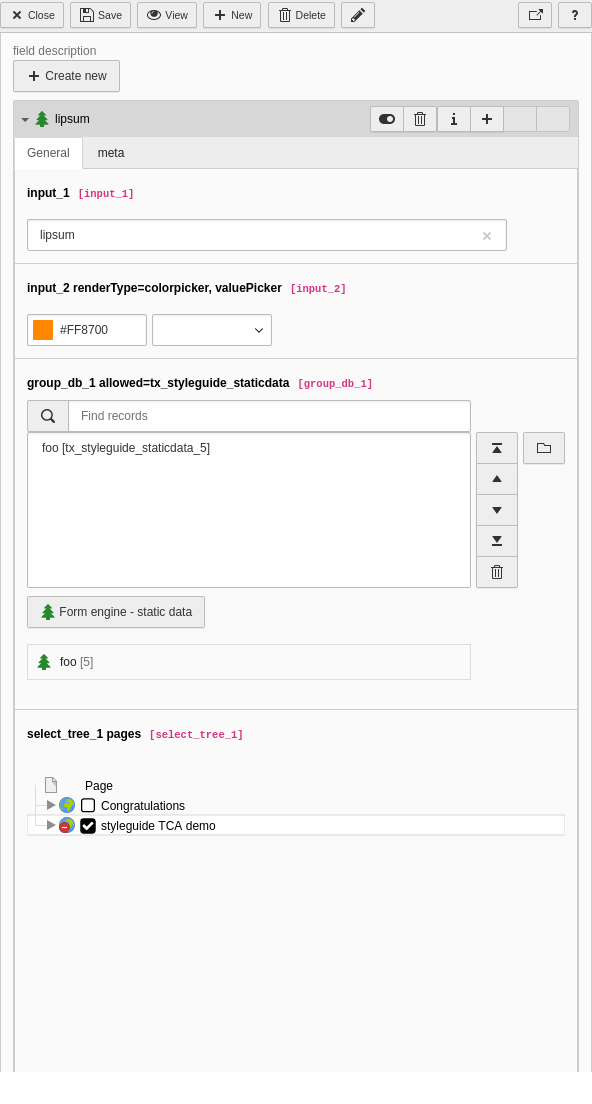 Close Save View New Delete ?
field description
Create new
lipsum
General meta
input_1 [input_1]
lipsum
input_2 renderType=colorpicker, valuePicker [input_2]
#FF8700
group_db_1 allowed=tx_styleguide_staticdata [group_db_1]
Find records
foo [tx_styleguide_staticdata_5]
Form engine - static data
foo [5]
select_tree_1 pages [select_tree_1]
Page
Congratulations
styleguide TCA demo